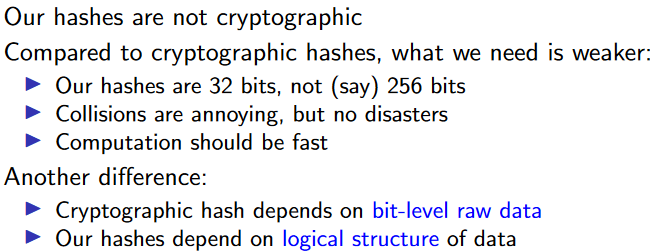 Our hashes are not cryptographic
Compared to cryptographic hashes, what we need is weaker:
▶ Our hashes are 32 bits, not (say) 256 bits
▶ Collisions are annoying, but no disasters
▶ Computation should be fast
Another difference:
▶ Cryptographic hash depends on bit-level raw data
▶ Our hashes depend on logical structure of data